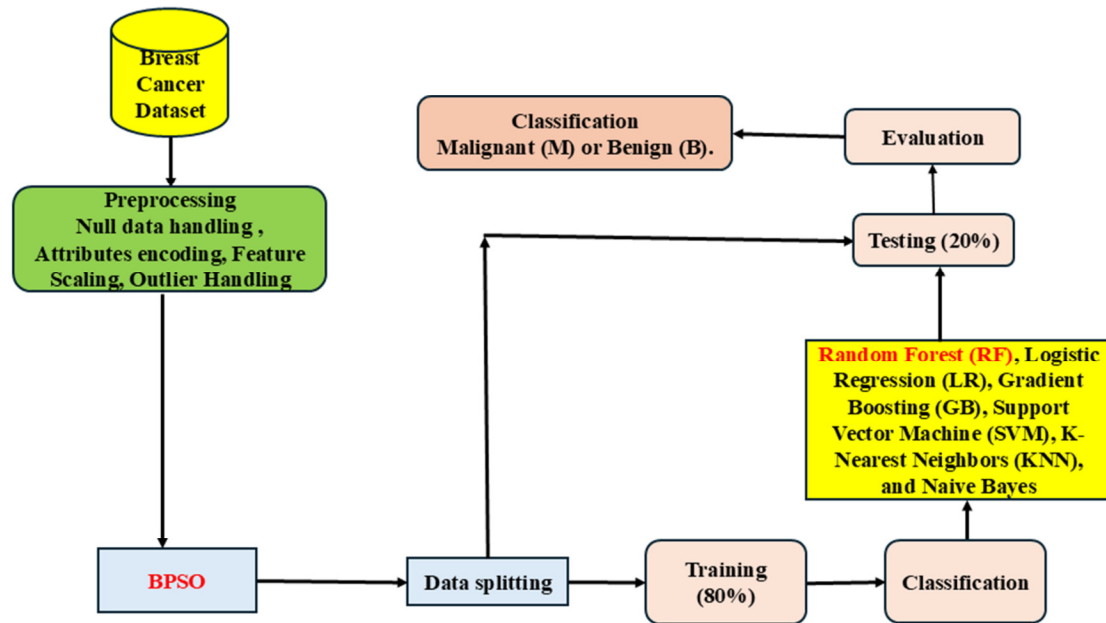 Breast
Cancer
Dataset
Preprocessing
Null data handling ,
Attributes encoding, Feature
Scaling, Outlier Handling
BPSO
Data splitting
Training
(80%)
Classification
Random Forest (RF), Logistic
Regression (LR), Gradient
Boosting (GB), Support
Vector Machine (SVM), K-
Nearest Neighbors (KNN),
and Naive Bayes
Testing (20%)
Evaluation
Classification
Malignant (M) or Benign (B).